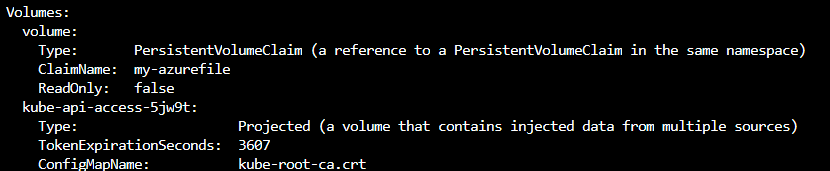 Volumes:
  volume:
    Type:       PersistentVolumeClaim (a reference to a PersistentVolumeClaim in the same namespace)
    ClaimName:  my-azurefile
    ReadOnly:   false
  kube-api-access-5jw9t:
    Type:                    Projected (a volume that contains injected data from multiple sources)
    TokenExpirationSeconds:  3607
    ConfigMapName:           kube-root-ca.crt